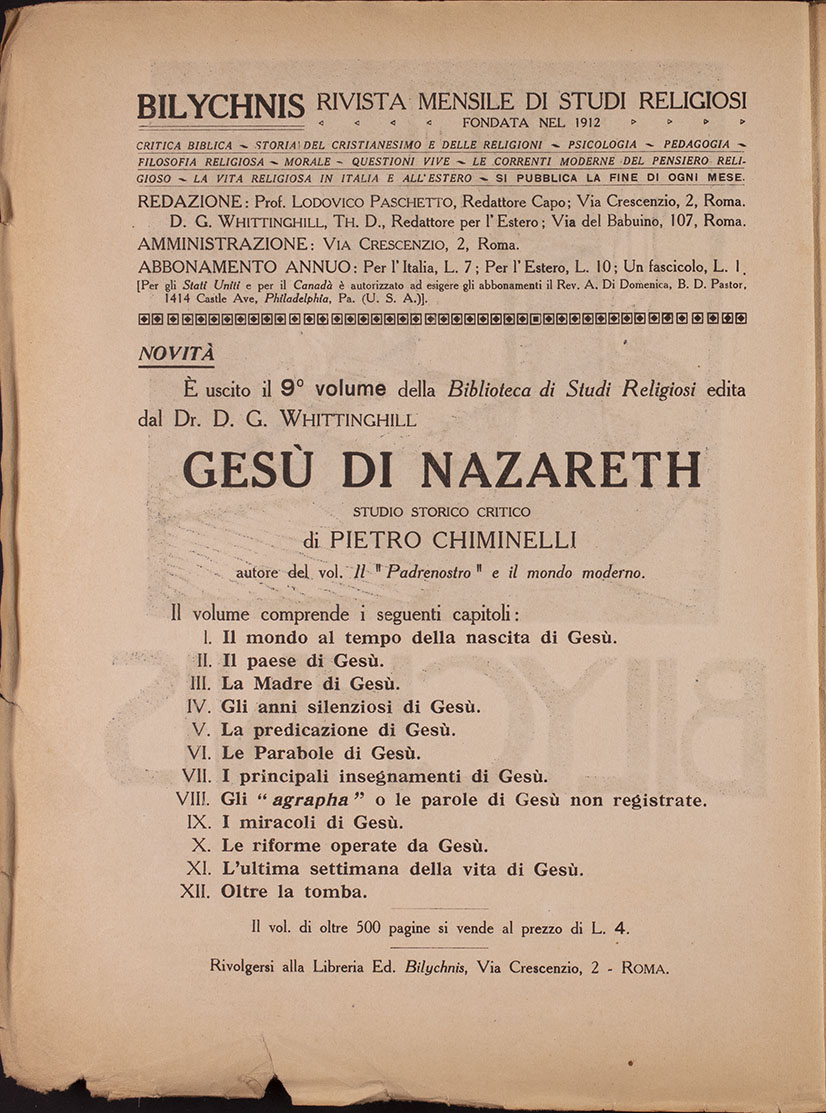 BILYCHNIS RIVISTA MENSILE DI STUDI RELIGIOSI
FONDATA NEL 1912
CRITICA BIBLICA ~ STORIA DEL CRISTIANESIMO E DELLE RELIGIONI ~ PSICOLOGIA ~ PEDAGOGIA ~
FILOSOFIA RELIGIOSA ~ MORALE ~ QUESTIONI VIVE ~ LE CORRENTI MODERNE DEL PENSIERO RELI-
GIOSO ~ LA VITA RELIGIOSA IN ITALIA E ALL'ESTERO ~ SI PUBBLICA LA FINE DI OGNI MESE.
REDAZIONE: Prof. LODOVICO PASCHETTO, Redattore Capo; Via Crescenzio, 2, Roma.
D. G. WHITTINGHILL, TH. D., Redattore per l'Estero; Via del Babuino, 107, Roma.
AMMINISTRAZIONE: VIA CRESCENZIO, 2, Roma.
ABBONAMENTO ANNUO: Per l'Italia, L. 7; Per l'Estero, L. 10; Un fascicolo, L. 1.
[Per gli Stati Uniti e per il Canadà è autorizzato ad esigere gli abbonamenti il Rev. A. Di Domenica, B. D. Pastor,
1414 Castle Ave, Philadelphia, Pa. (U. S. A.)].
NOVITÀ
È uscito il 9° volume della Biblioteca di Studi Religiosi edita
dal Dr. D. G. WHITTINGHILL
GESÙ DI NAZARETH
STUDIO STORICO CRITICO
di PIETRO CHIMINELLI
autore del vol. Il "Padrenostro" e il mondo moderno.
Il volume comprende i seguenti capitoli:
I. Il mondo al tempo della nascita di Gesù.
II. Il paese di Gesù.
III. La Madre di Gesù.
IV. Gli anni silenziosi di Gesù.
V. La predicazione di Gesù.
VI. Le Parabole di Gesù.
VII. I principali insegnamenti di Gesù.
VIII. Gli "agrapha" o le parole di Gesù non registrate.
IX. I miracoli di Gesù.
X. Le riforme operate da Gesù.
XI. L'ultima settimana della vita di Gesù.
XII. Oltre la tomba.
Il vol. di oltre 500 pagine si vende al prezzo di L. 4.
Rivolgersi alla Libreria Ed. Bilychnis, Via Crescenzio, 2 - ROMA.